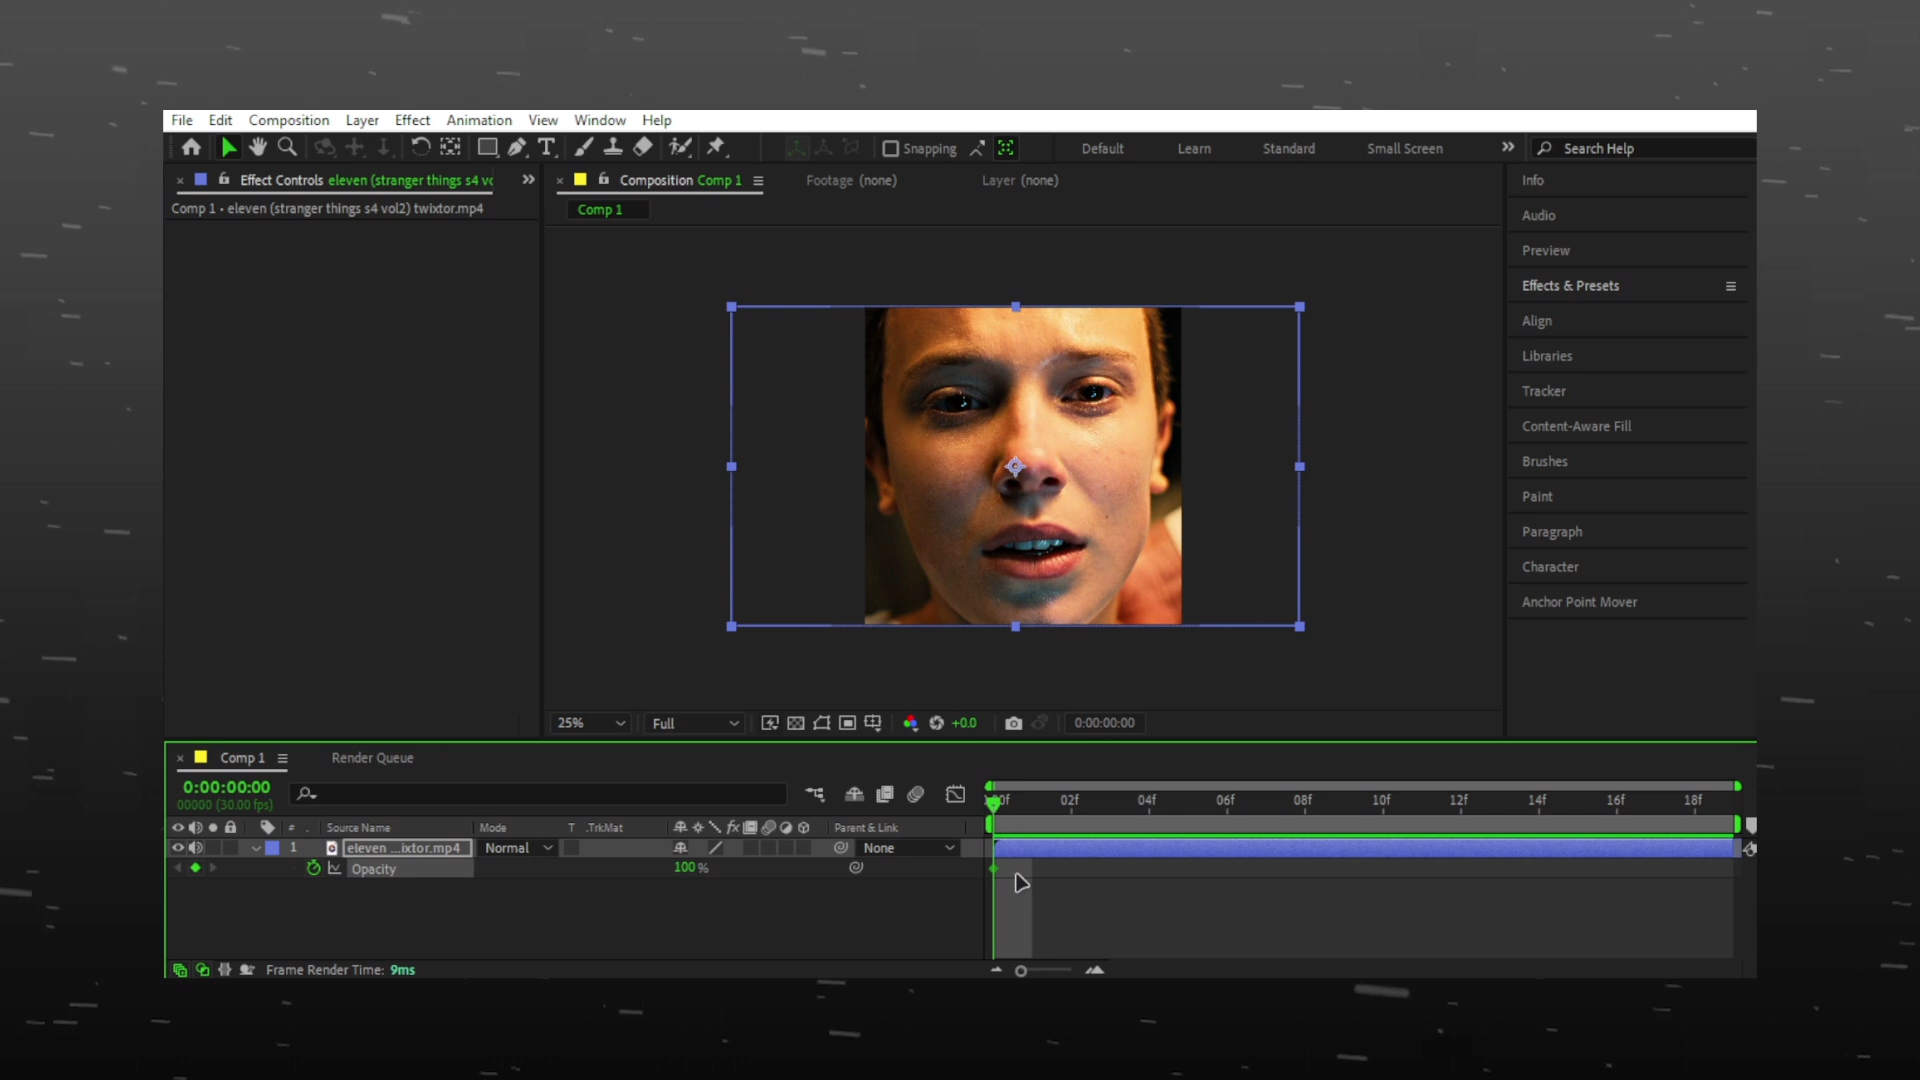 File Edit Composition Layer Effect Animation View Window Help
Snapping Default Learn Standard Small Screen Search Help
Effect Controls eleven (stranger things s4 vo
Composition Comp 1 Footage (none) Layer (none)
Comp 1 • eleven (stranger things s4 vol2) twixtor.mp4
Comp 1
Info
Audio
Preview
Effects & Presets
Align
Libraries
Tracker
Content-Aware Fill
Brushes
Paint
Paragraph
Character
Anchor Point Mover
25% Full +0.0 0:00:00:00
Comp 1 Render Queue
0:00:00:00
00000 (30.00 fps)
02f 04f 06f 08f 10f 12f 14f 16f 18f
# . Source Name Mode T .TrkMat fx Parent & Link
1 eleven ...ixtor.mp4 Normal None
Opacity 100 %
Frame Render Time: 9ms